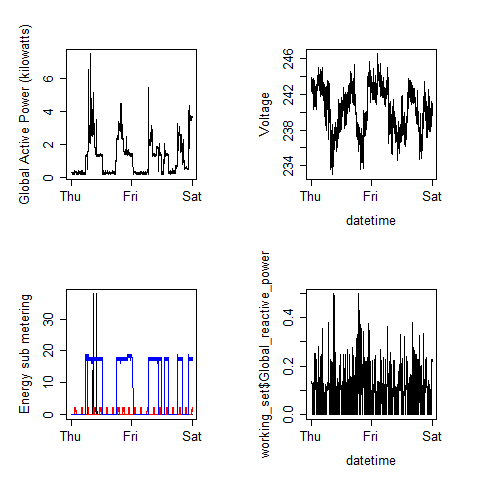 Global Active Power (kilowatts)
0 2 4 6
Thu Fri Sat
Voltage
234 238 242 246
Thu Fri Sat
datetime
Energy sub metering
0 10 20 30
Thu Fri Sat
working_set$Global_reactive_power
0.0 0.2 0.4
Thu Fri Sat
datetime